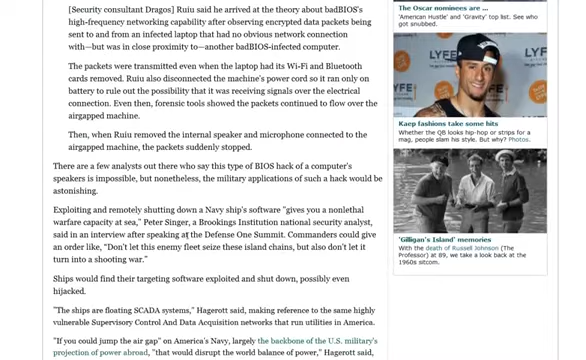 [Security consultant Dragos] Ruiu said he arrived at the theory about badBIOS's
high-frequency networking capability after observing encrypted data packets being
sent to and from an infected laptop that had no obvious network connection
with—but was in close proximity to—another badBIOS-infected computer.
The packets were transmitted even when the laptop had its Wi-Fi and Bluetooth
cards removed. Ruiu also disconnected the machine's power cord so it ran only on
battery to rule out the possibility that it was receiving signals over the electrical
connection. Even then, forensic tools showed the packets continued to flow over the
airgapped machine.
Then, when Ruiu removed the internal speaker and microphone connected to the
airgapped machine, the packets suddenly stopped.
There are a few analysts out there who say this type of BIOS hack of a computer's
speakers is impossible, but nonetheless, the military applications of such a hack would be
astonishing.
Exploiting and remotely shutting down a Navy ship's software "gives you a nonlethal
warfare capacity at sea," Peter Singer, a Brookings Institution national security analyst,
said in an interview after speaking at the Defense One Summit. Commanders could give
an order like, "Don't let this enemy fleet seize these island chains, but also don't let it
turn into a shooting war."
Ships would find their targeting software exploited and shut down, possibly even
hijacked.
"The ships are floating SCADA systems," Hagerott said, making reference to the same highly
vulnerable Supervisory Control And Data Acquisition networks that run utilities in America.
"If you could jump the air gap" on America's Navy, largely the backbone of the U.S. military's
projection of power abroad, "that would disrupt the world balance of power," Hagerott said,
The Oscar nominees are ...
'American Hustle' and 'Gravity' top list. See who
got snubbed.
LYFE
Kaep fashions take some hits
Whether the QB looks hip-hop or strips for a
mag, people slam his style. But why? Photos.
'Gilligan's Island' memories
With the death of Russell Johnson (The
Professor) at 89, we take a look back at the
1960s sitcom.